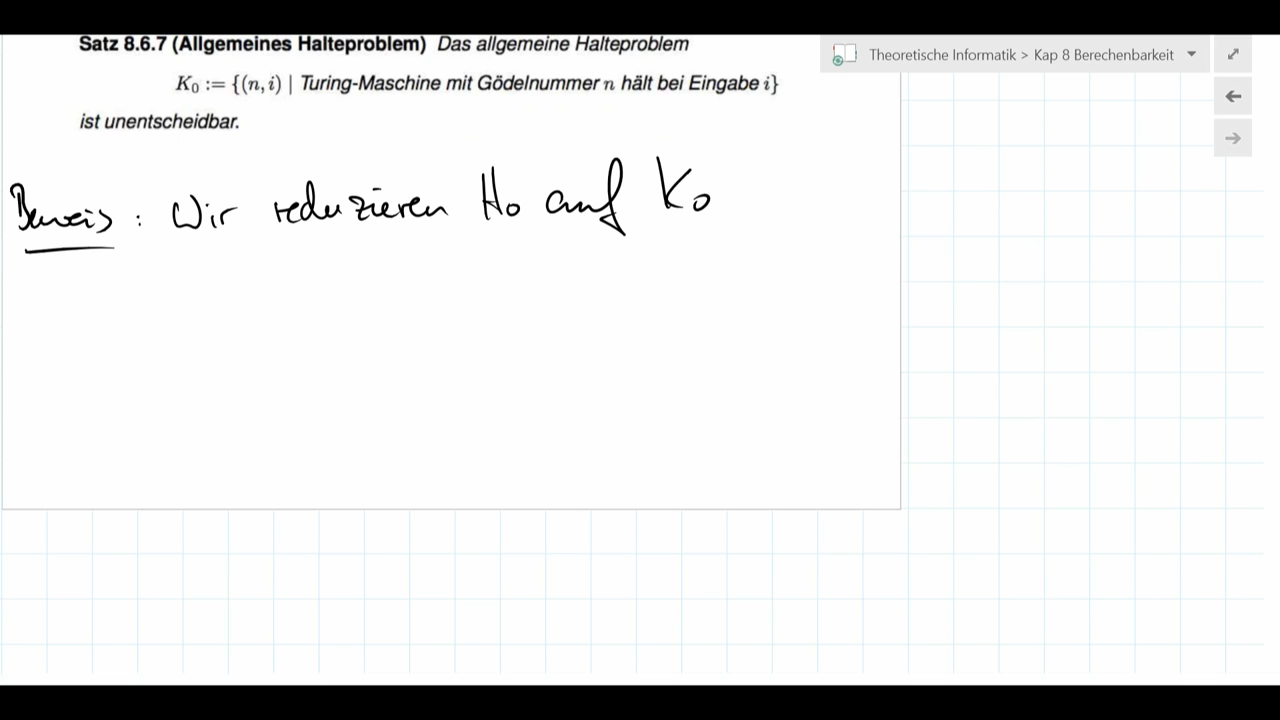 Satz 8.6.7 (Allgemeines Halteproblem) Das allgemeine Halteproblem
K₀ := {(n, i) | Turing-Maschine mit Gödelnummer n hält bei Eingabe i}
ist unentscheidbar.
Theoretische Informatik > Kap 8 Berechenbarkeit
Beweis : Wir reduzieren H₀ auf K₀